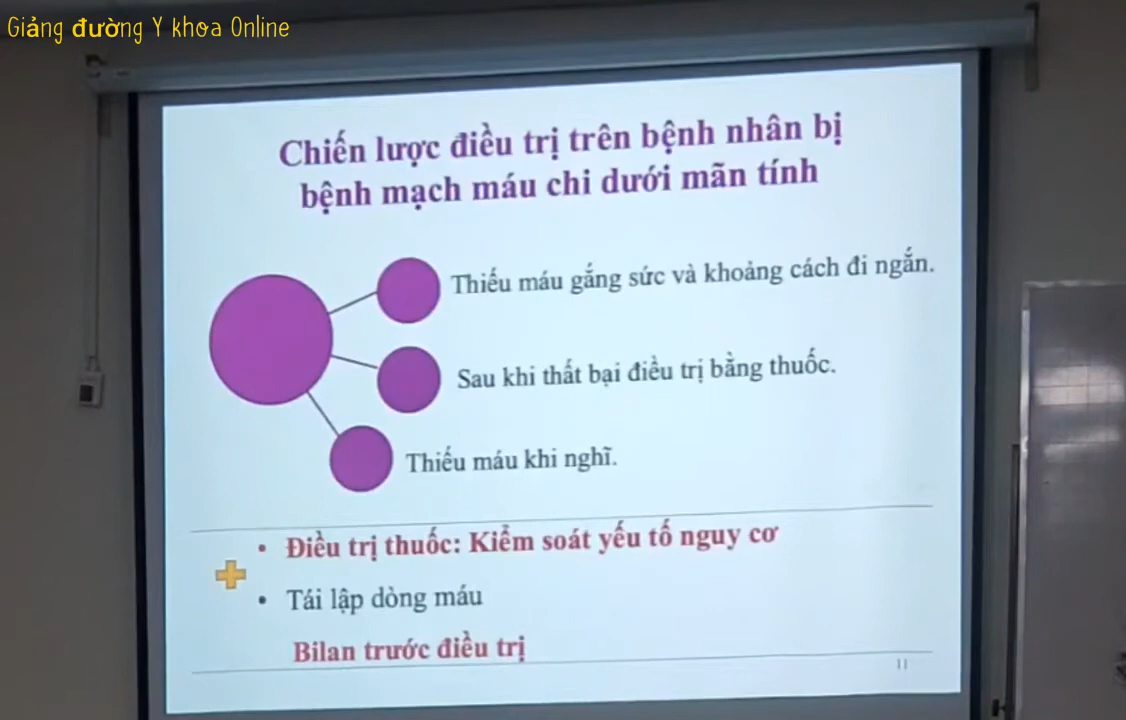 Giảng đường Y khoa Online
Chiến lược điều trị trên bệnh nhân bị
bệnh mạch máu chi dưới mãn tính
Thiếu máu gắng sức và khoảng cách đi ngắn.
Sau khi thất bại điều trị bằng thuốc.
Thiếu máu khi nghĩ.
• Điều trị thuốc: Kiểm soát yếu tố nguy cơ
• Tái lập dòng máu
Bilan trước điều trị
11